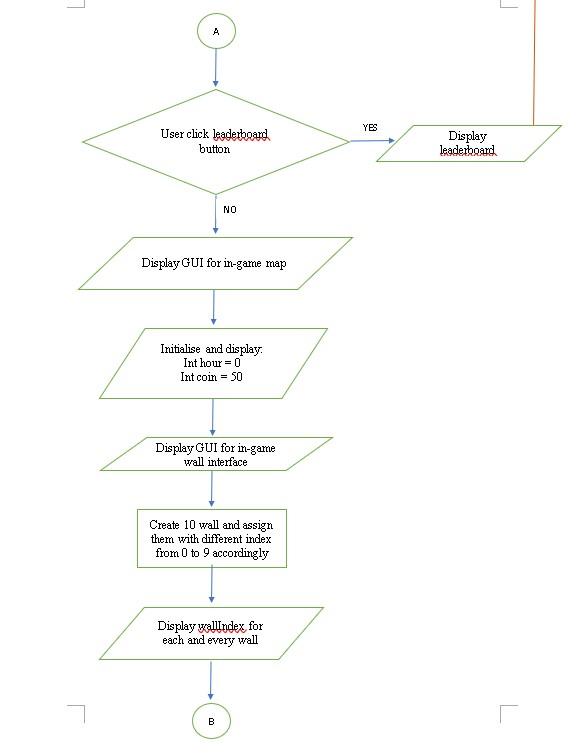 A
User click leaderboard
button
YES
Display
leaderboard
NO
Display GUI for in-game map
Initialise and display:
Int hour = 0
Int coin = 50
Display GUI for in-game
wall interface
Create 10 wall and assign
them with different index
from 0 to 9 accordingly
Display wallIndex for
each and every wall
B